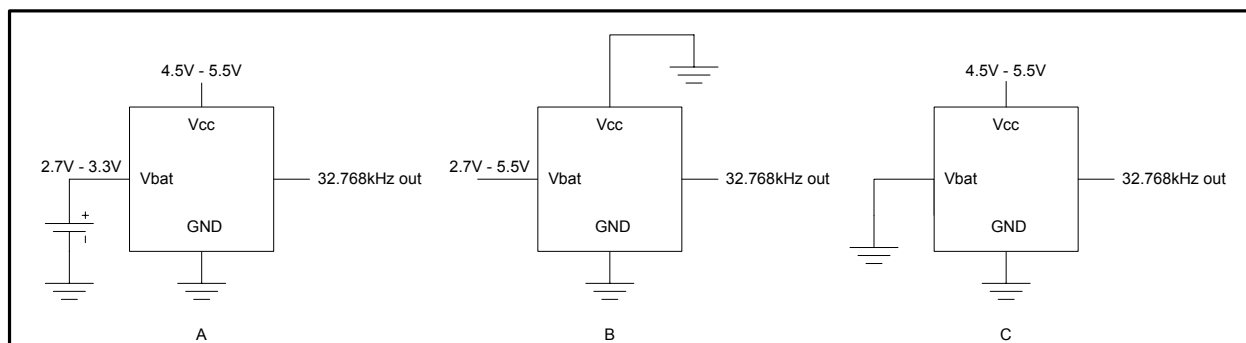 4.5V - 5.5V
Vcc
2.7V - 3.3V
Vbat
+
32.768kHz out
GND
A
Vcc
2.7V - 5.5V
Vbat
32.768kHz out
GND
B
4.5V - 5.5V
Vcc
Vbat
32.768kHz out
GND
C